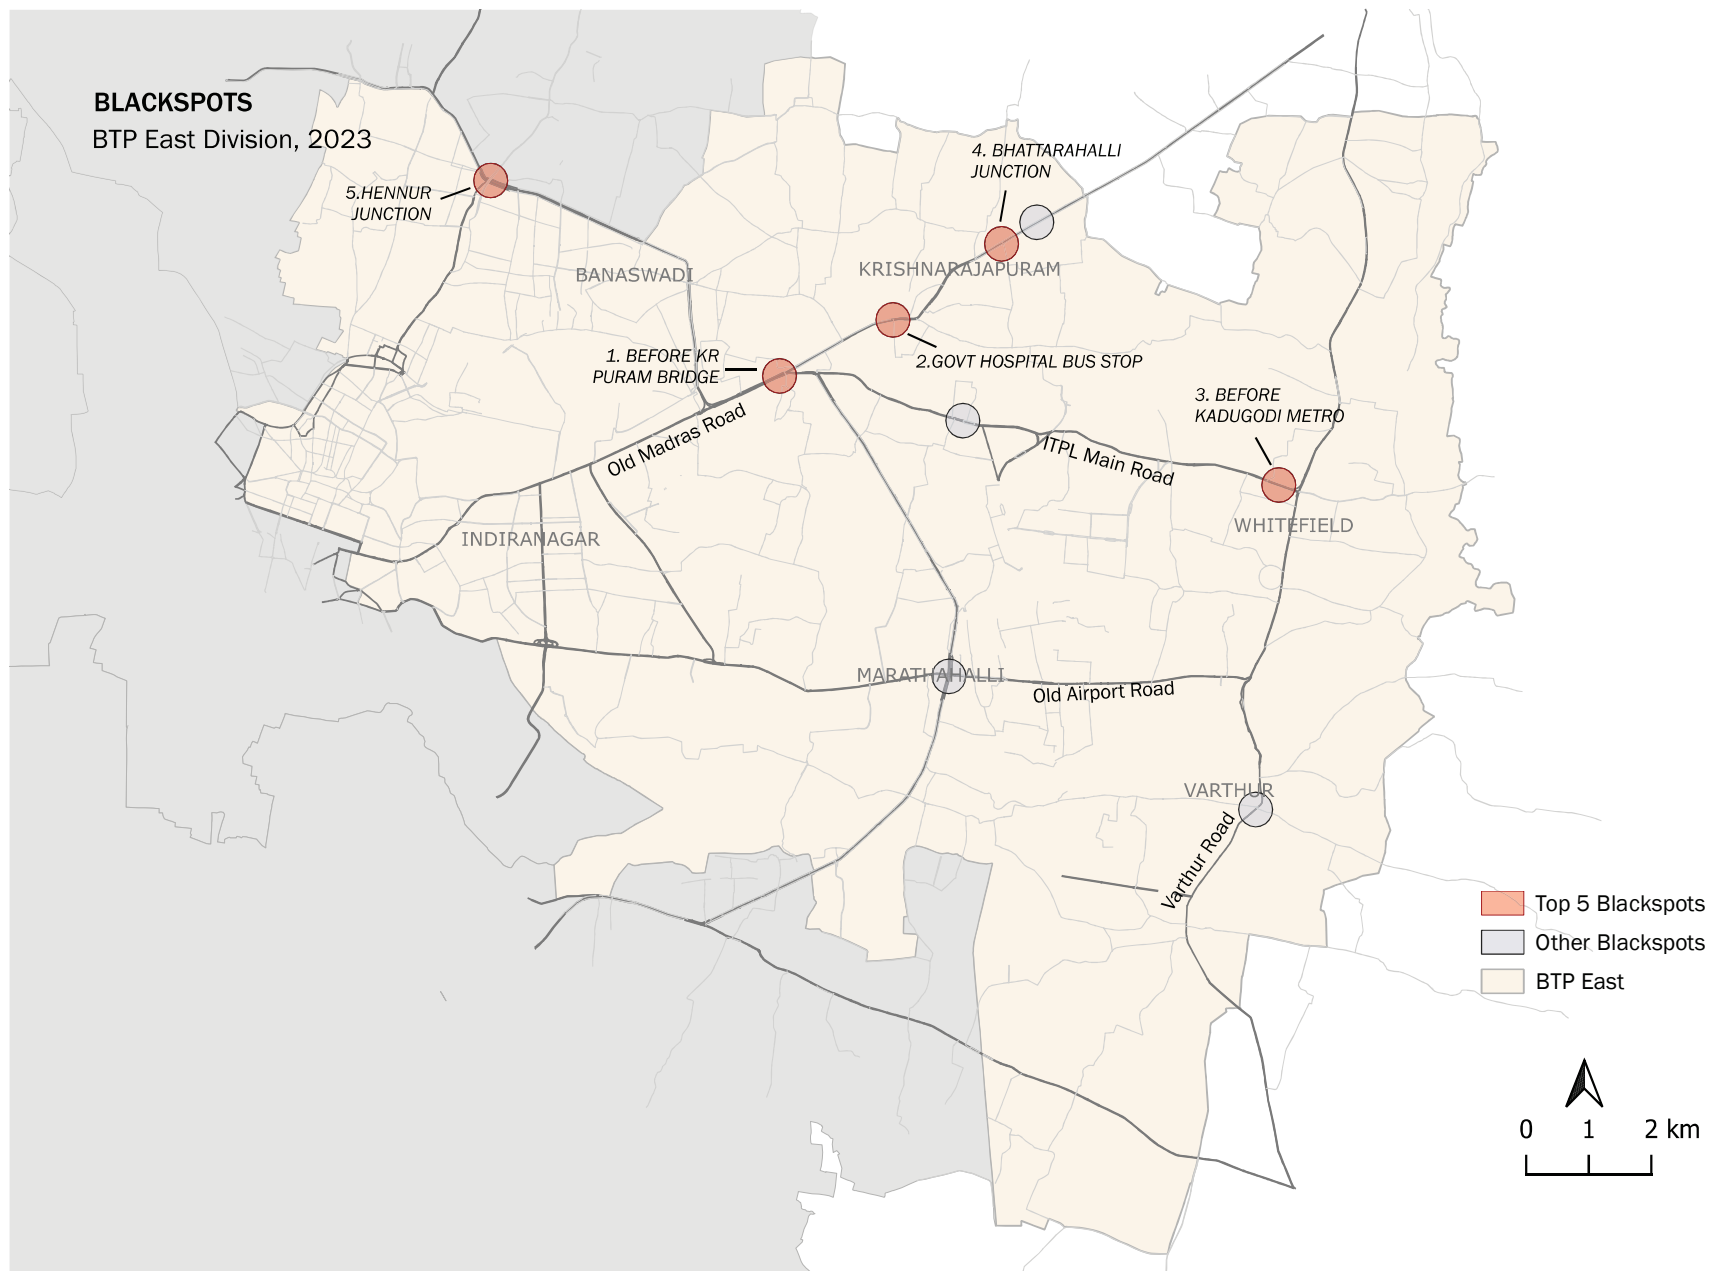 BLACKSPOTS
BTP East Division, 2023
4. BHATTARAHALLI
JUNCTION
5.HENNUR
JUNCTION
BANASWADI
KRISHNARAJAPURAM
1. BEFORE KR
PURAM BRIDGE
2.GOVT HOSPITAL BUS STOP
3. BEFORE
KADUGODI METRO
Old Madras Road
ITPL Main Road
INDIRANAGAR
WHITEFIELD
MARATHAHALLI
Old Airport Road
VARTHUR
Varthur Road
Top 5 Blackspots
Other Blackspots
BTP East
0 1 2 km